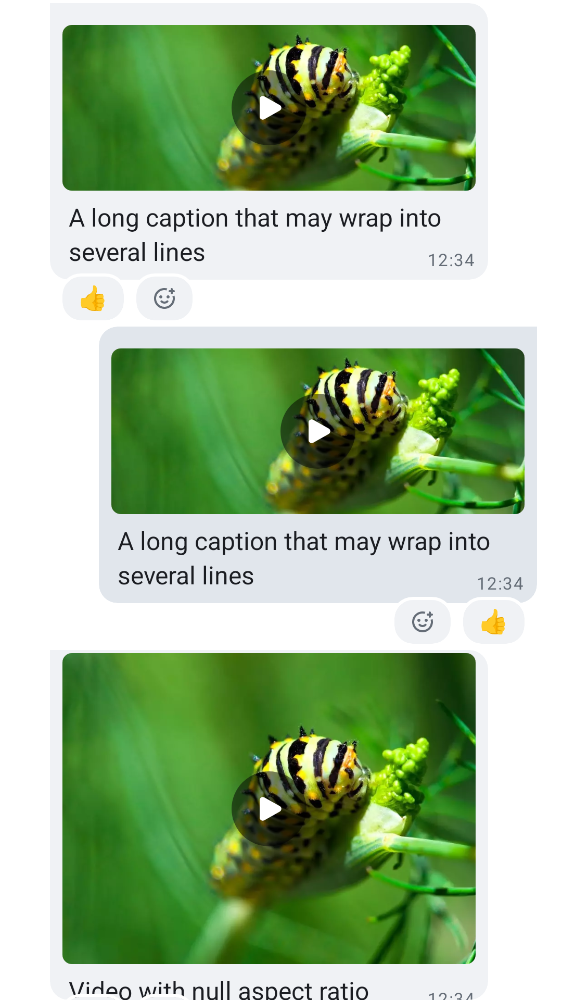 A long caption that may wrap into
several lines
12:34
A long caption that may wrap into
several lines
12:34
Video with null aspect ratio
12:34